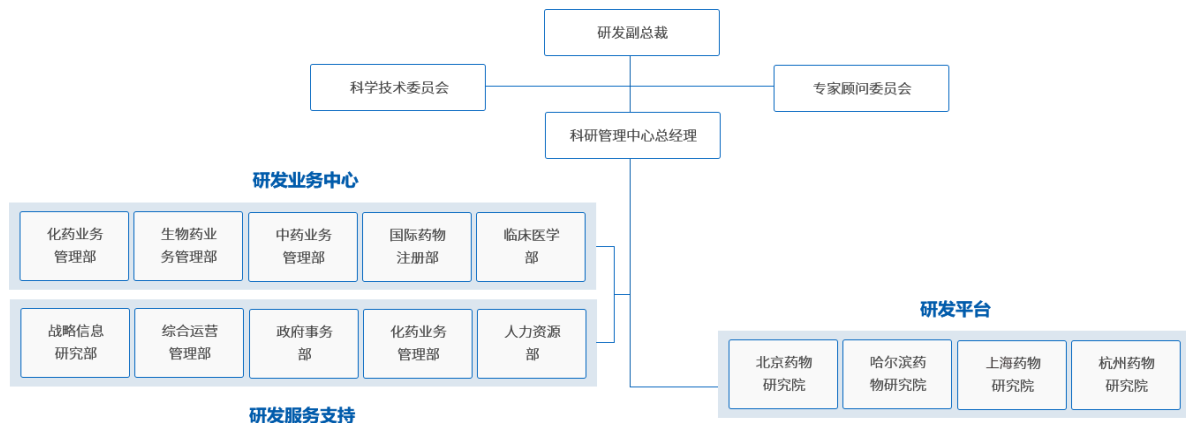 研发副总裁
科学技术委员会
专家顾问委员会
科研管理中心总经理
研发业务中心
化药业务
管理部
生物药业
务管理部
中药业务
管理部
国际药物
注册部
临床医学
部
战略信息
研究部
综合运营
管理部
政府事务
部
化药业务
管理部
人力资源
部
研发服务支持
研发平台
北京药物
研究院
哈尔滨药
物研究院
上海药物
研究院
杭州药物
研究院